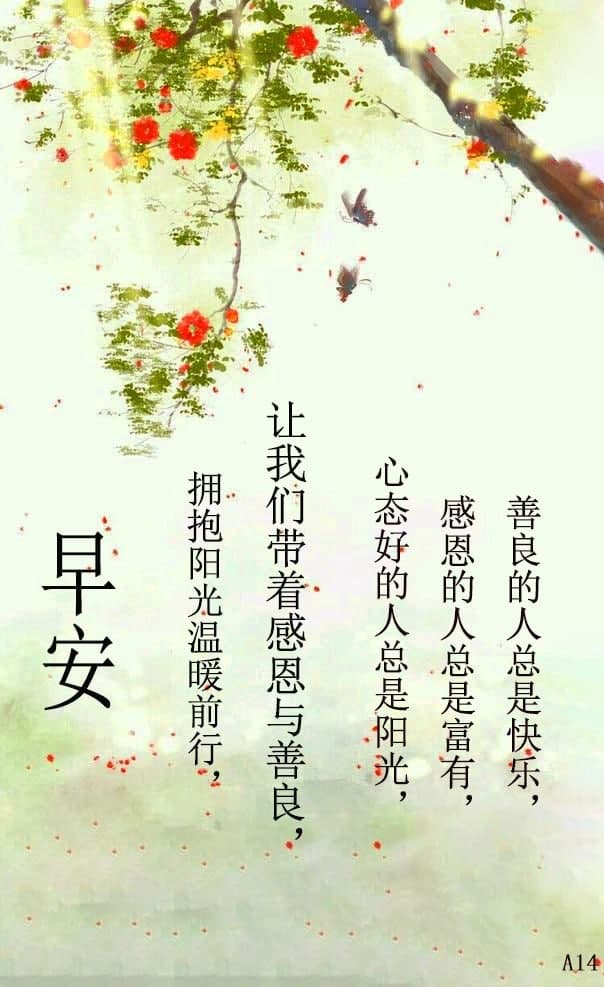 善良的人总是快乐，
感恩的人总是富有，
心态好的人总是阳光，
让我们带着感恩与善良，
拥抱阳光温暖前行，
早安
A14